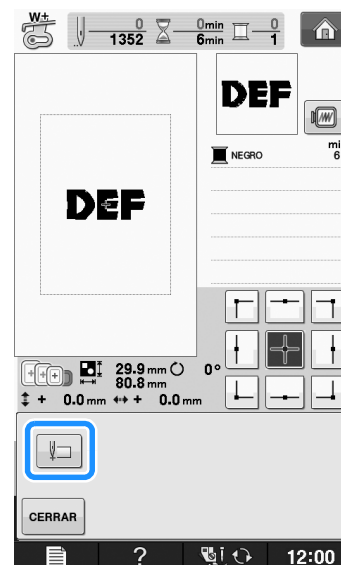 W+
0 0min 0
1352 6min 1
DEF
mi
NEGRO 6
DEF
29.9 mm 0°
80.8 mm
+ 0.0 mm + 0.0 mm
CERRAR
? i 12:00